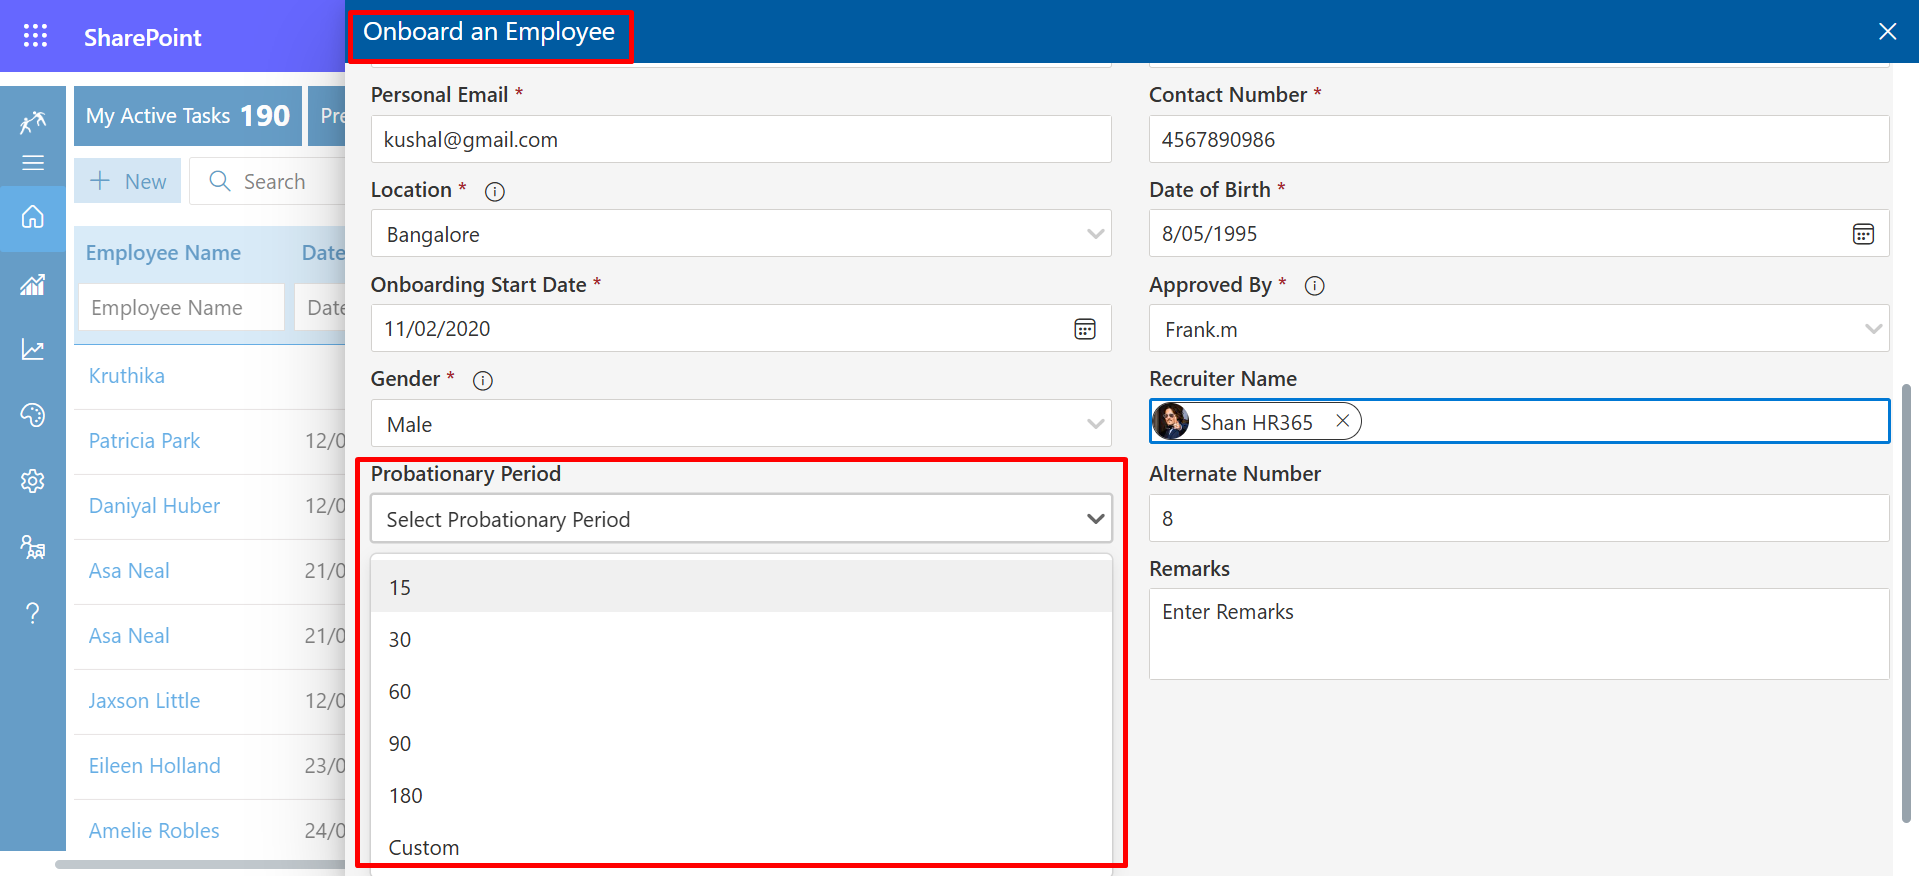 SharePoint
Onboard an Employee
My Active Tasks 190
Pre
New
Search
Employee Name
Date
Employee Name
Date
Kruthika
Patricia Park 12/0
Daniyal Huber 12/0
Asa Neal 21/0
Asa Neal 21/0
Jaxson Little 12/0
Eileen Holland 23/0
Amelie Robles 24/0
Personal Email *
kushal@gmail.com
Contact Number *
4567890986
Location *
Bangalore
Date of Birth *
8/05/1995
Onboarding Start Date *
11/02/2020
Approved By *
Frank.m
Gender *
Male
Recruiter Name
Shan HR365
Probationary Period
Select Probationary Period
15
30
60
90
180
Custom
Alternate Number
8
Remarks
Enter Remarks